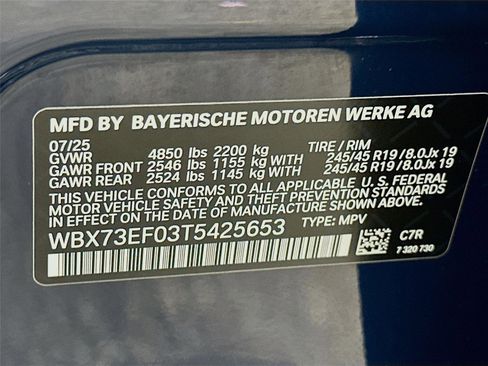 MFD BY BAYERISCHE MOTOREN WERKE AG
07/25 TIRE / RIM
GVWR 4850 lbs 2200 kg
GAWR FRONT 2546 lbs 1155 kg WITH 245/45 R19/8.0Jx 19
GAWR REAR 2524 lbs 1145 kg WITH 245/45 R19/8.0Jx 19
THIS VEHICLE CONFORMS TO ALL APPLICABLE U.S. FEDERAL
MOTOR VEHICLE SAFETY AND THEFT PREVENTION STANDARDS
IN EFFECT ON THE DATE OF MANUFACTURE SHOWN ABOVE.
WBX73EF03T5425653 TYPE: MPV
C7R
7 320 730